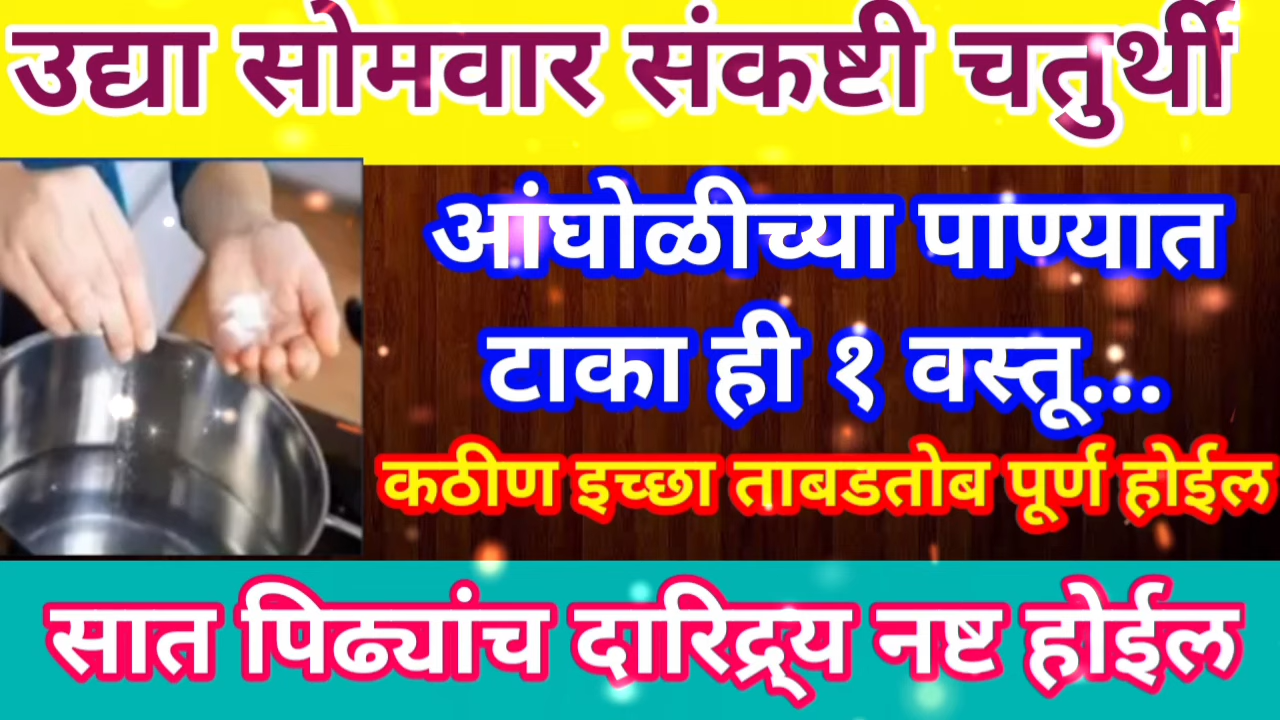 उद्या सोमवार संकष्टी चतुर्थी
आंघोळीच्या पाण्यात
टाका ही १ वस्तू...
कठीण इच्छा ताबडतोब पूर्ण होईल
सात पिढ्यांच दारिद्र्य नष्ट होईल